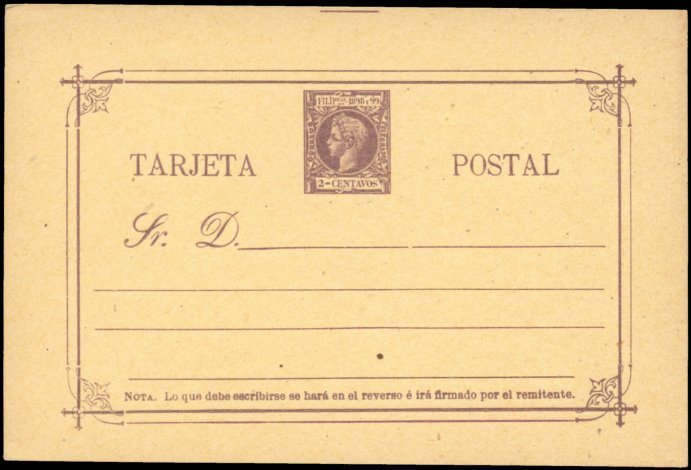 FILIPNAS. 1898 Y 99
TARJETA POSTAL
2 - CENTAVOS
Sr. D.
NOTA. Lo que debe escribirse se hará en el reverso é irá firmado por el remitente.